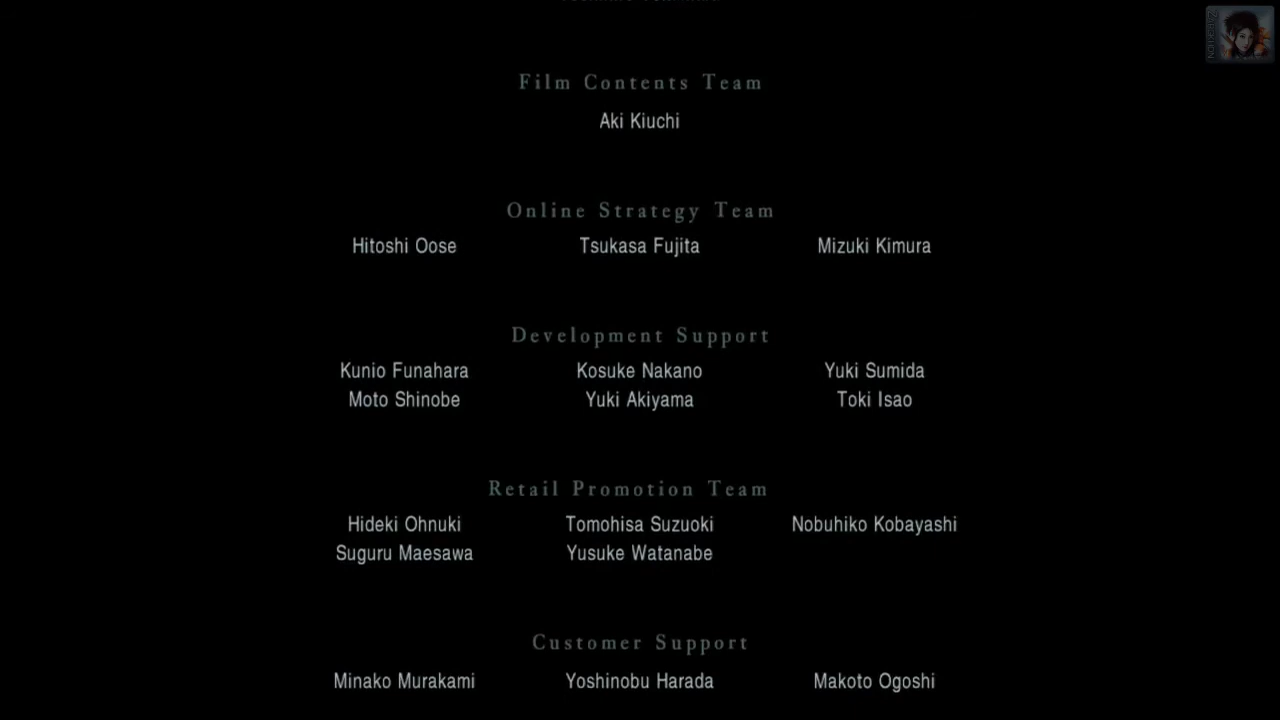 Film Contents Team
Aki Kiuchi
Online Strategy Team
Hitoshi Oose Tsukasa Fujita Mizuki Kimura
Development Support
Kunio Funahara Kosuke Nakano Yuki Sumida
Moto Shinobe Yuki Akiyama Toki Isao
Retail Promotion Team
Hideki Ohnuki Tomohisa Suzuoki Nobuhiko Kobayashi
Suguru Maesawa Yusuke Watanabe
Customer Support
Minako Murakami Yoshinobu Harada Makoto Ogoshi